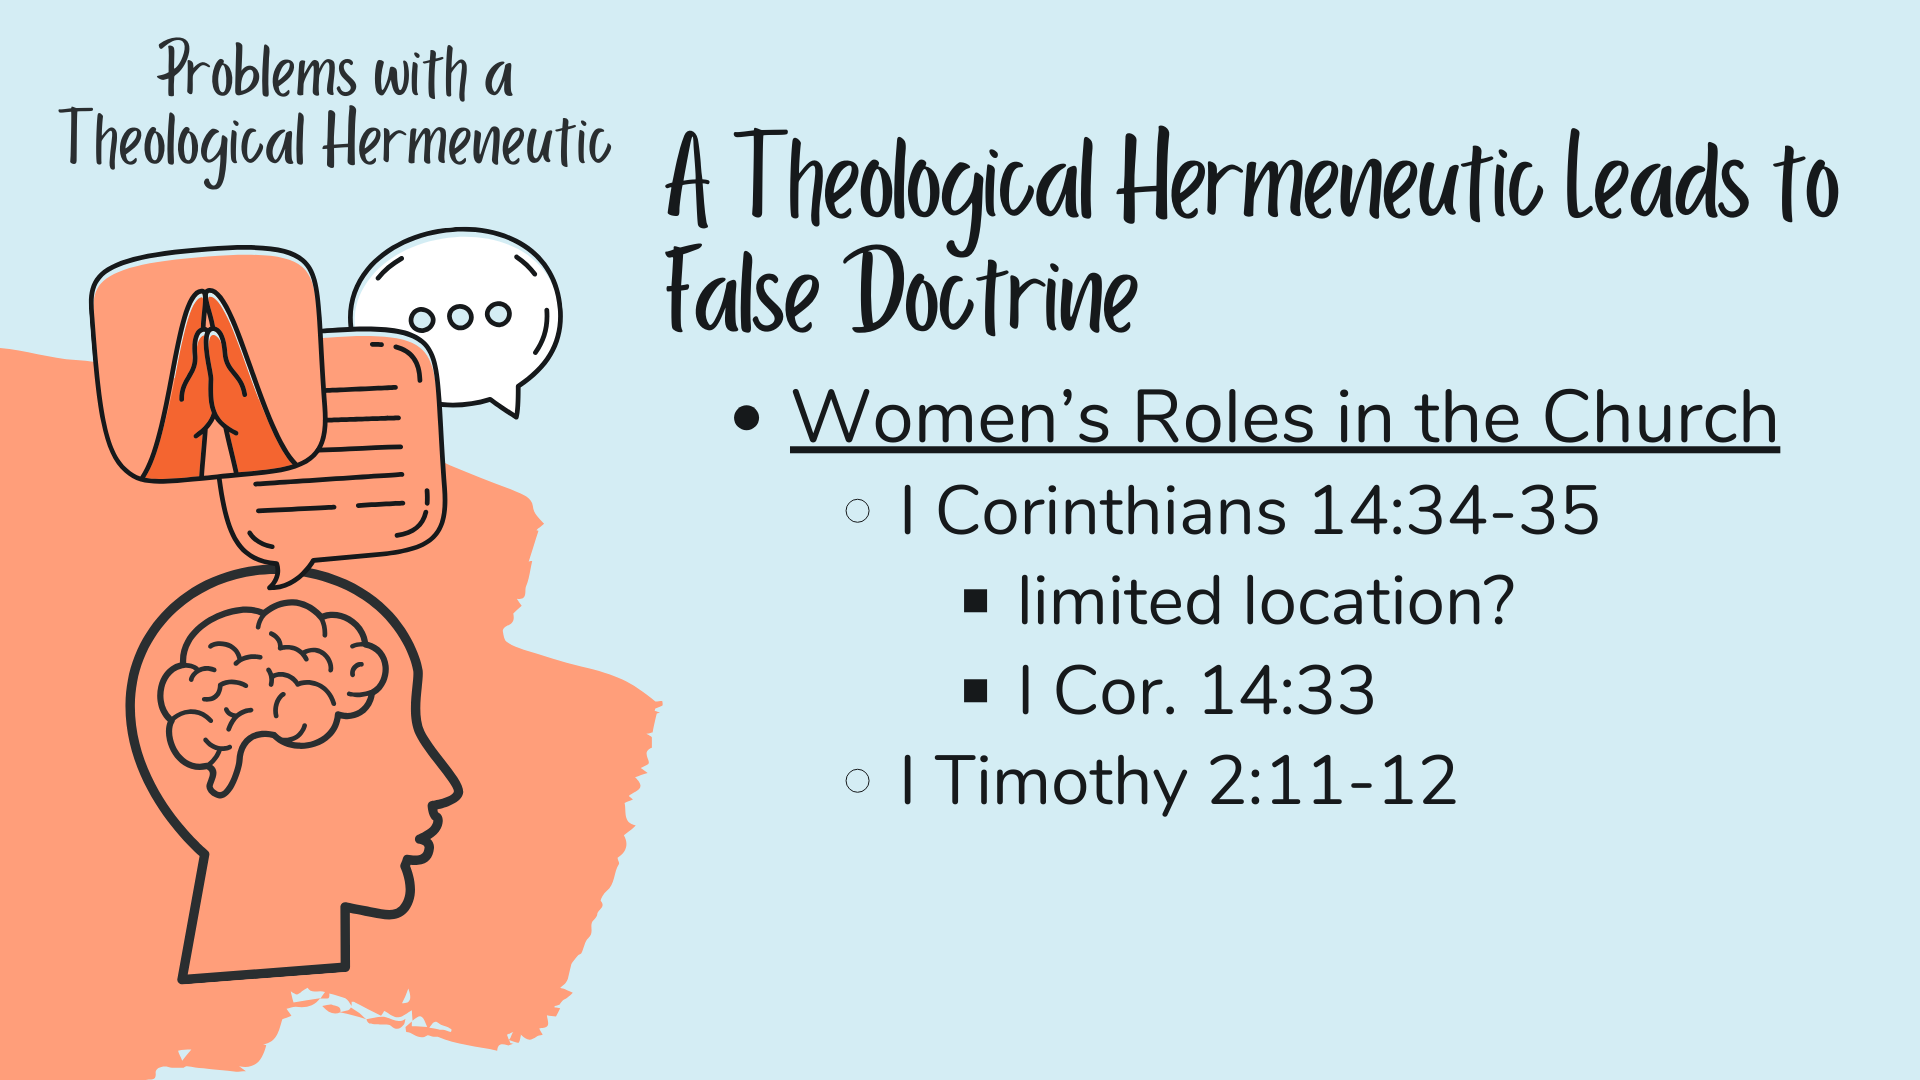 Problems with a
Theological Hermeneutic
A Theological Hermeneutic Leads to
False Doctrine
• Women’s Roles in the Church
○ I Corinthians 14:34-35
■ limited location?
■ I Cor. 14:33
○ I Timothy 2:11-12